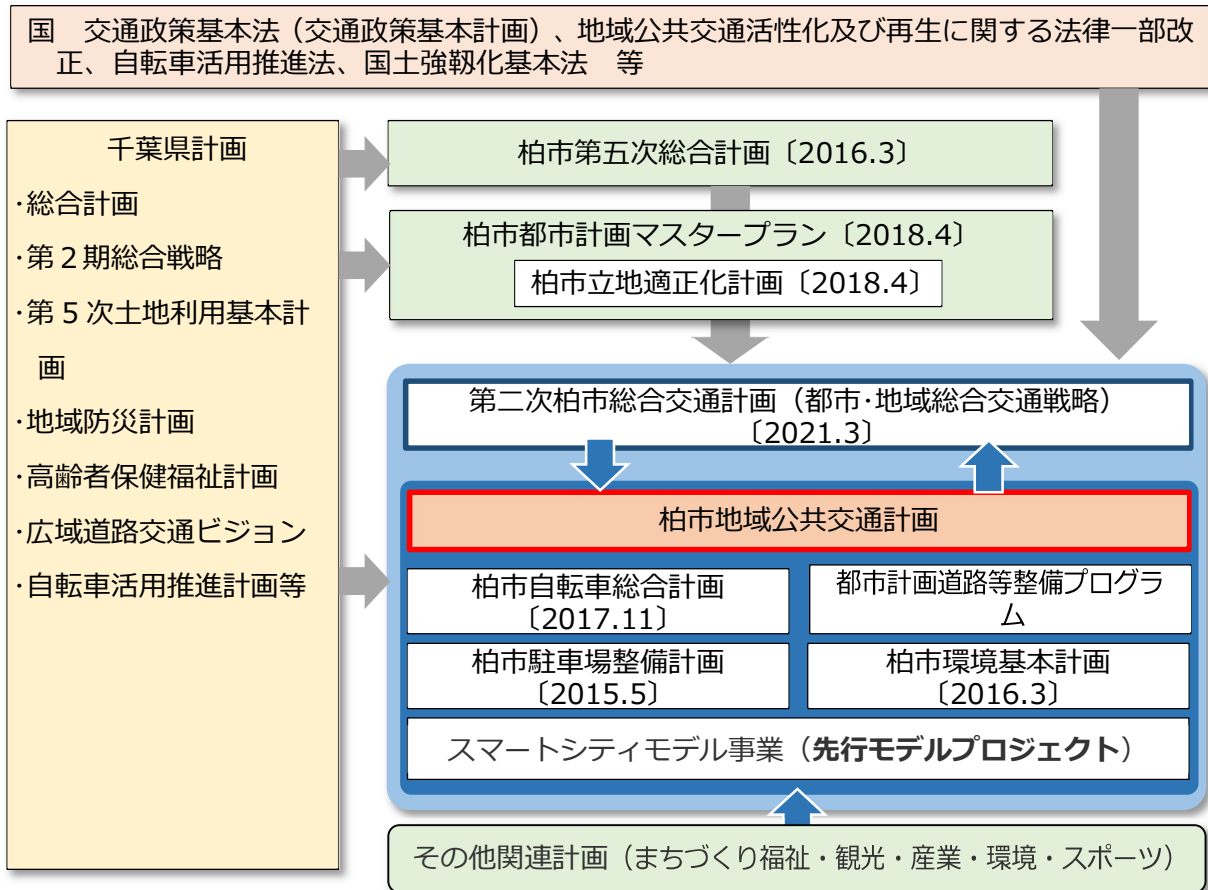 国　交通政策基本法（交通政策基本計画）、地域公共交通活性化及び再生に関する法律一部改
正、自転車活用推進法、国土強靱化基本法　等
千葉県計画
･総合計画
･第２期総合戦略
･第５次土地利用基本計
画
･地域防災計画
･高齢者保健福祉計画
･広域道路交通ビジョン
･自転車活用推進計画等
柏市第五次総合計画〔2016.3〕
柏市都市計画マスタープラン〔2018.4〕
柏市立地適正化計画〔2018.4〕
第二次柏市総合交通計画（都市･地域総合交通戦略）
〔2021.3〕
柏市地域公共交通計画
柏市自転車総合計画
〔2017.11〕
都市計画道路等整備プログラ
ム
柏市駐車場整備計画
〔2015.5〕
柏市環境基本計画
〔2016.3〕
スマートシティモデル事業（先行モデルプロジェクト）
その他関連計画（まちづくり福祉・観光・産業・環境・スポーツ）